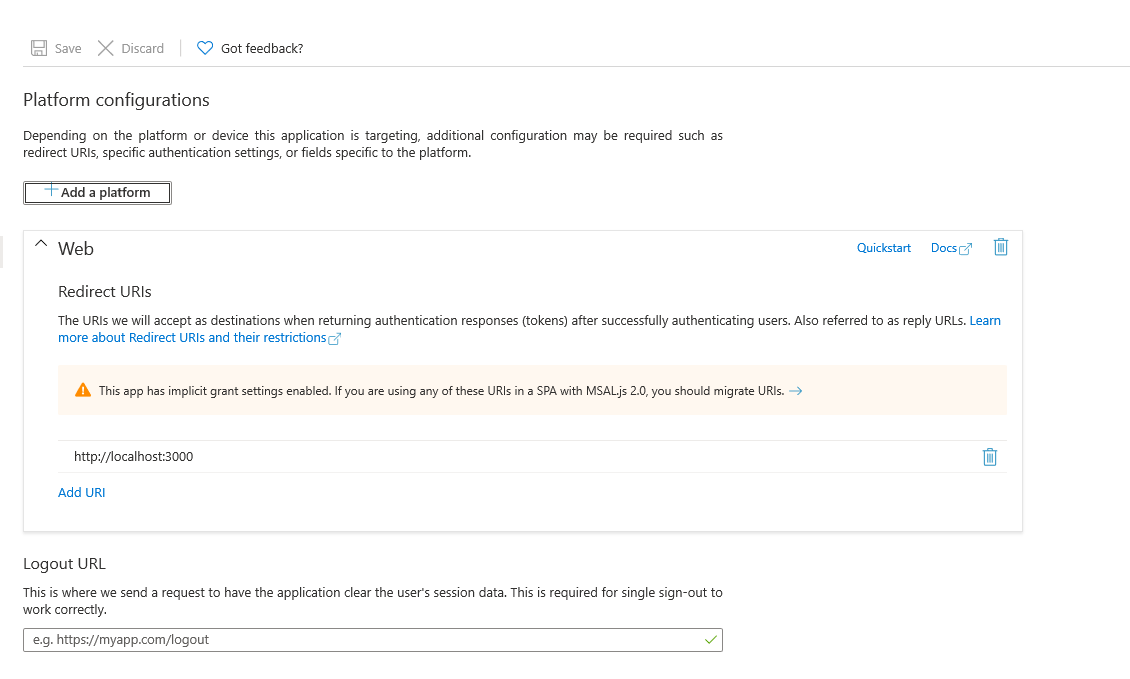 Save Discard Got feedback?
Platform configurations
Depending on the platform or device this application is targeting, additional configuration may be required such as
redirect URIs, specific authentication settings, or fields specific to the platform.
Add a platform
Web Quickstart Docs
Redirect URIs
The URIs we will accept as destinations when returning authentication responses (tokens) after successfully authenticating users. Also referred to as reply URLs. Learn
more about Redirect URIs and their restrictions
This app has implicit grant settings enabled. If you are using any of these URIs in a SPA with MSAL.js 2.0, you should migrate URIs.
http://localhost:3000
Add URI
Logout URL
This is where we send a request to have the application clear the user's session data. This is required for single sign-out to
work correctly.
e.g. https://myapp.com/logout